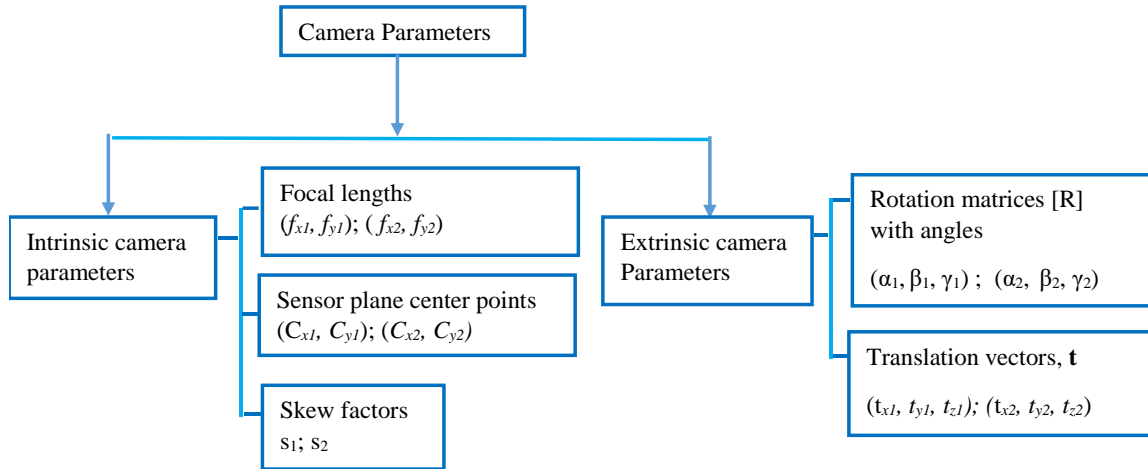 Camera Parameters
Intrinsic camera
parameters
Focal lengths
(fx1, fy1); ( fx2, fy2)
Sensor plane center points
(Cx1, Cy1); (Cx2, Cy2)
Skew factors
s1; s2
Extrinsic camera
Parameters
Rotation matrices [R]
with angles
(α1, β1, γ1) ; (α2, β2, γ2)
Translation vectors, t
(tx1, ty1, tz1); (tx2, ty2, tz2)